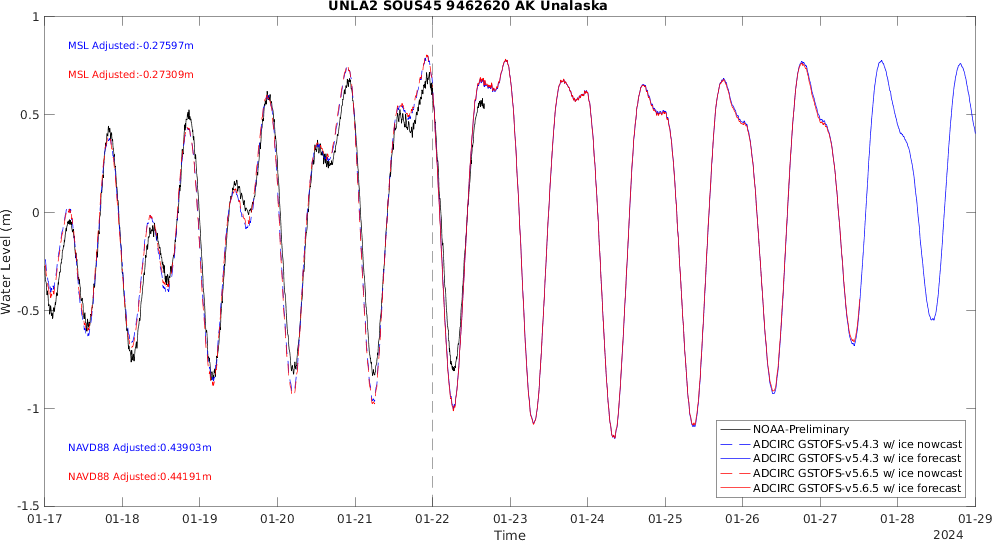 UNLA2 SOUS45 9462620 AK Unalaska
1
MSL Adjusted:-0.27597m
MSL Adjusted:-0.27309m
0.5
0
Water Level (m)
-0.5
-1
NAVD88 Adjusted:0.43903m
NAVD88 Adjusted:0.44191m
-1.5
NOAA-Preliminary
ADCIRC GSTOFS-v5.4.3 w/ ice nowcast
ADCIRC GSTOFS-v5.4.3 w/ ice forecast
ADCIRC GSTOFS-v5.6.5 w/ ice nowcast
ADCIRC GSTOFS-v5.6.5 w/ ice forecast
01-17 01-18 01-19 01-20 01-21 01-22 01-23 01-24 01-25 01-26 01-27 01-28 01-29
Time
2024